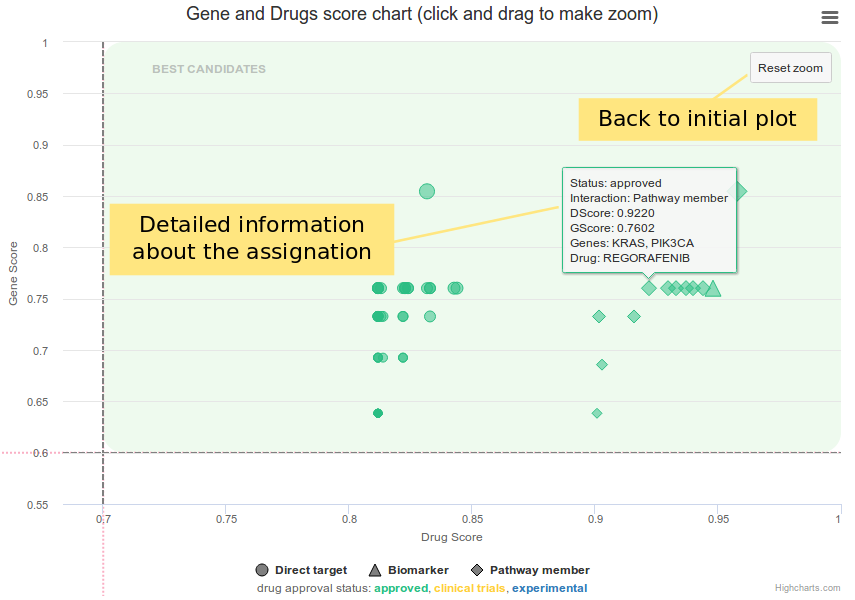 Gene and Drugs score chart (click and drag to make zoom)
BEST CANDIDATES
Reset zoom
Back to initial plot
Detailed information
about the assignation
Status: approved
Interaction: Pathway member
DScore: 0.9220
GScore: 0.7602
Genes: KRAS, PIK3CA
Drug: REGORAFENIB
Gene Score
1
0.95
0.9
0.85
0.8
0.75
0.7
0.65
0.6
0.55
0.7
0.75
0.8
0.85
0.9
0.95
1
Drug Score
Direct target
Biomarker
Pathway member
drug approval status: approved, clinical trials, experimental
Highcharts.com